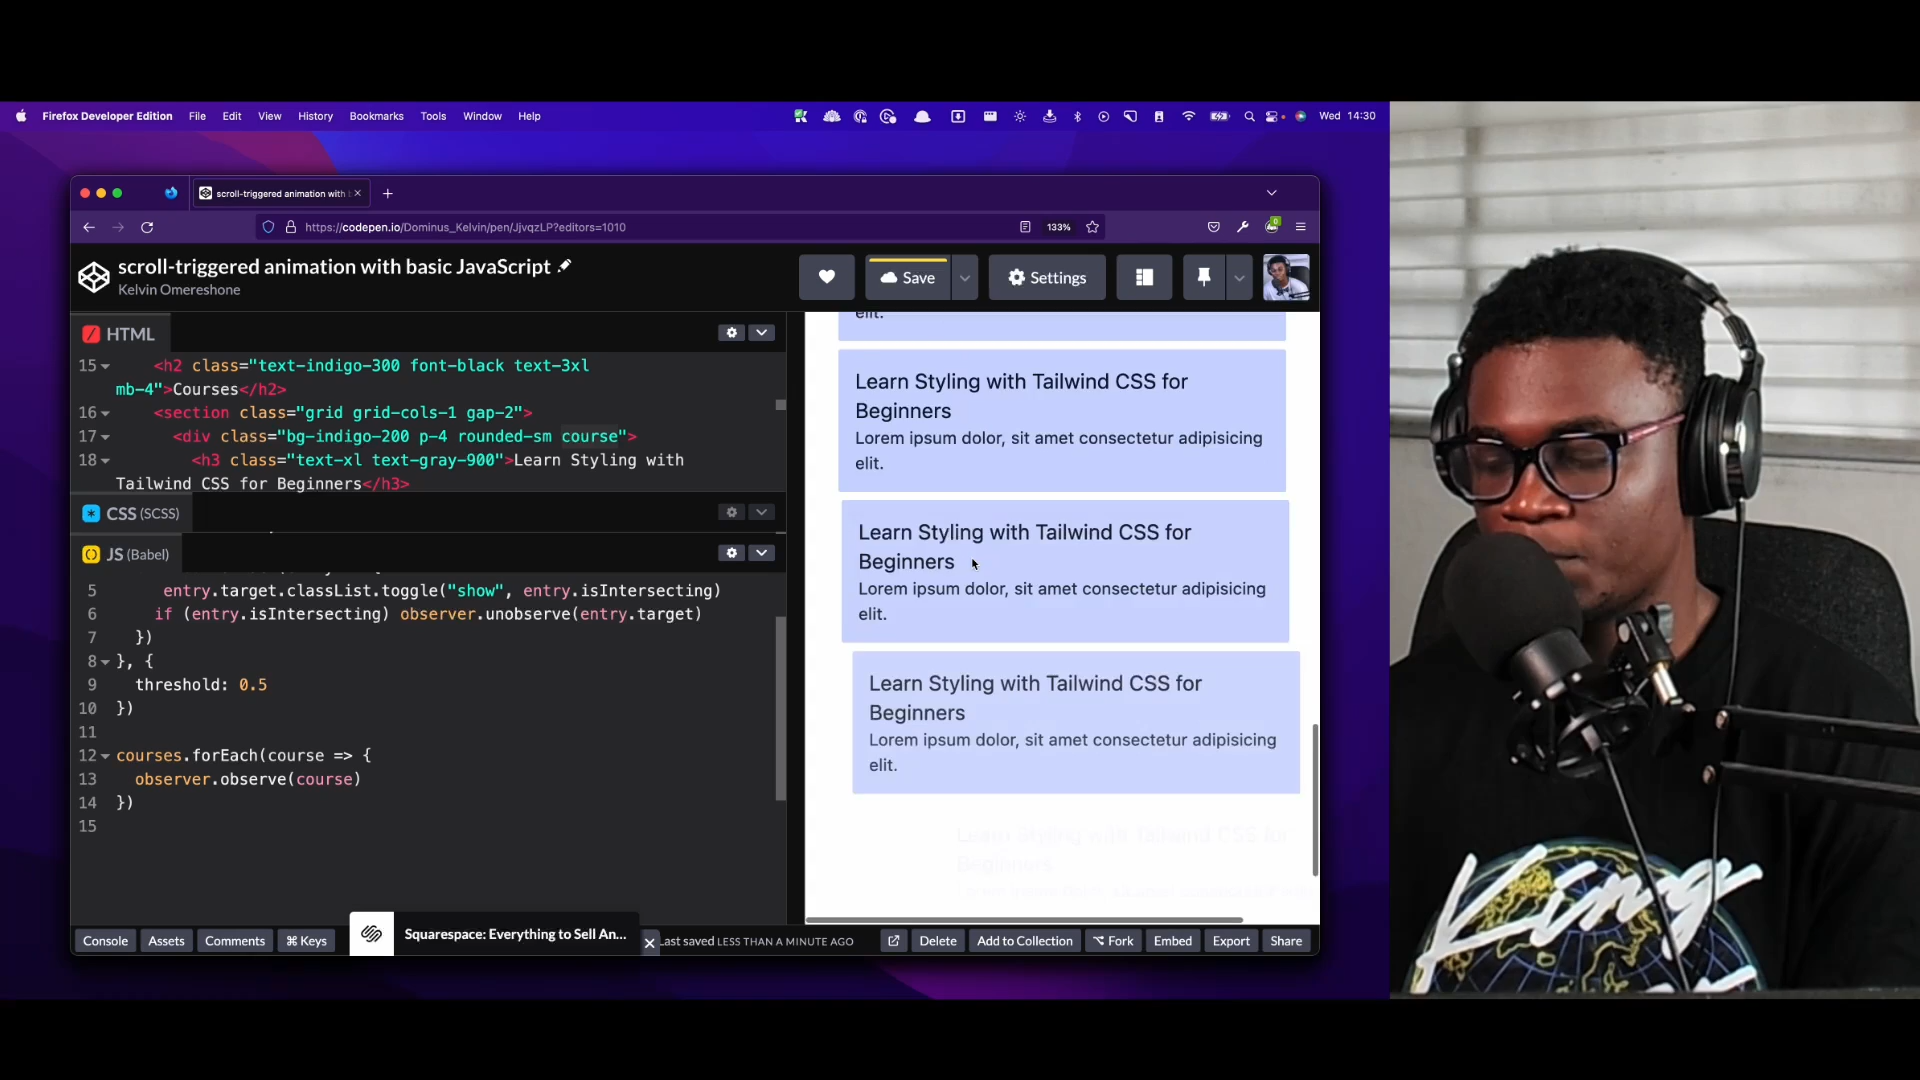 Firefox Developer Edition File Edit View History Bookmarks Tools Window Help Wed 14:30
scroll-triggered animation with
https://codepen.io/Dominus_Kelvin/pen/JjvqzLP?editors=1010 133% 0
scroll-triggered animation with basic JavaScript
Kelvin Omereshone
Save Settings
HTML
15 <h2 class="text-indigo-300 font-black text-3xl
mb-4">Courses</h2>
16 <section class="grid grid-cols-1 gap-2">
17 <div class="bg-indigo-200 p-4 rounded-sm course">
18 <h3 class="text-xl text-gray-900">Learn Styling with
Tailwind CSS for Beginners</h3>
CSS (SCSS)
JS (Babel)
5 entry.target.classList.toggle("show", entry.isIntersecting)
6 if (entry.isIntersecting) observer.unobserve(entry.target)
7 })
8 }, {
9 threshold: 0.5
10 })
11
12 courses.forEach(course => {
13 observer.observe(course)
14 })
15
elit.
Learn Styling with Tailwind CSS for
Beginners
Lorem ipsum dolor, sit amet consectetur adipisicing
elit.
Learn Styling with Tailwind CSS for
Beginners
Lorem ipsum dolor, sit amet consectetur adipisicing
elit.
Learn Styling with Tailwind CSS for
Beginners
Lorem ipsum dolor, sit amet consectetur adipisicing
elit.
Learn Styling with Tailwind CSS for
Beginners
Console Assets Comments ⌘ Keys
Squarespace: Everything to Sell An...
Last saved LESS THAN A MINUTE AGO Delete Add to Collection Fork Embed Export Share
King